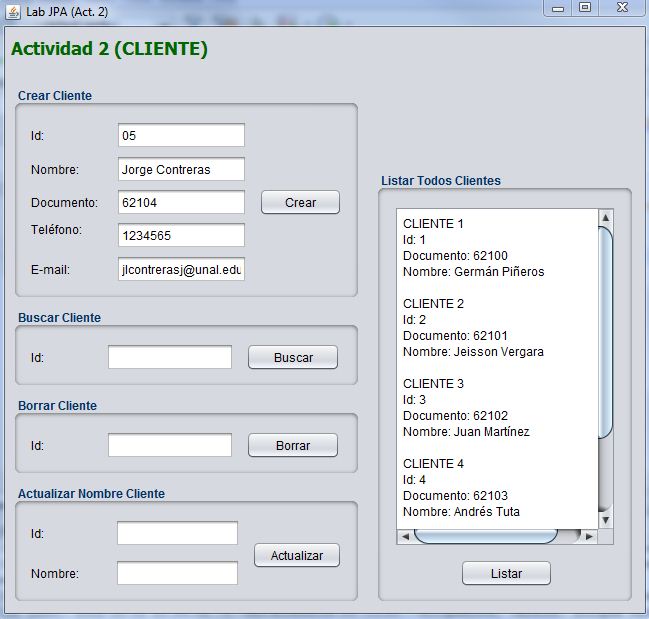 Lab JPA (Act. 2)
Actividad 2 (CLIENTE)
Crear Cliente
Id: 05
Nombre: Jorge Contreras
Documento: 62104
Crear
Teléfono: 1234565
E-mail: jlcontrerasj@unal.edu
Buscar Cliente
Id:
Buscar
Borrar Cliente
Id:
Borrar
Actualizar Nombre Cliente
Id:
Nombre:
Actualizar
Listar Todos Clientes
CLIENTE 1
Id: 1
Documento: 62100
Nombre: Germán Piñeros
CLIENTE 2
Id: 2
Documento: 62101
Nombre: Jeisson Vergara
CLIENTE 3
Id: 3
Documento: 62102
Nombre: Juan Martínez
CLIENTE 4
Id: 4
Documento: 62103
Nombre: Andrés Tuta
Listar